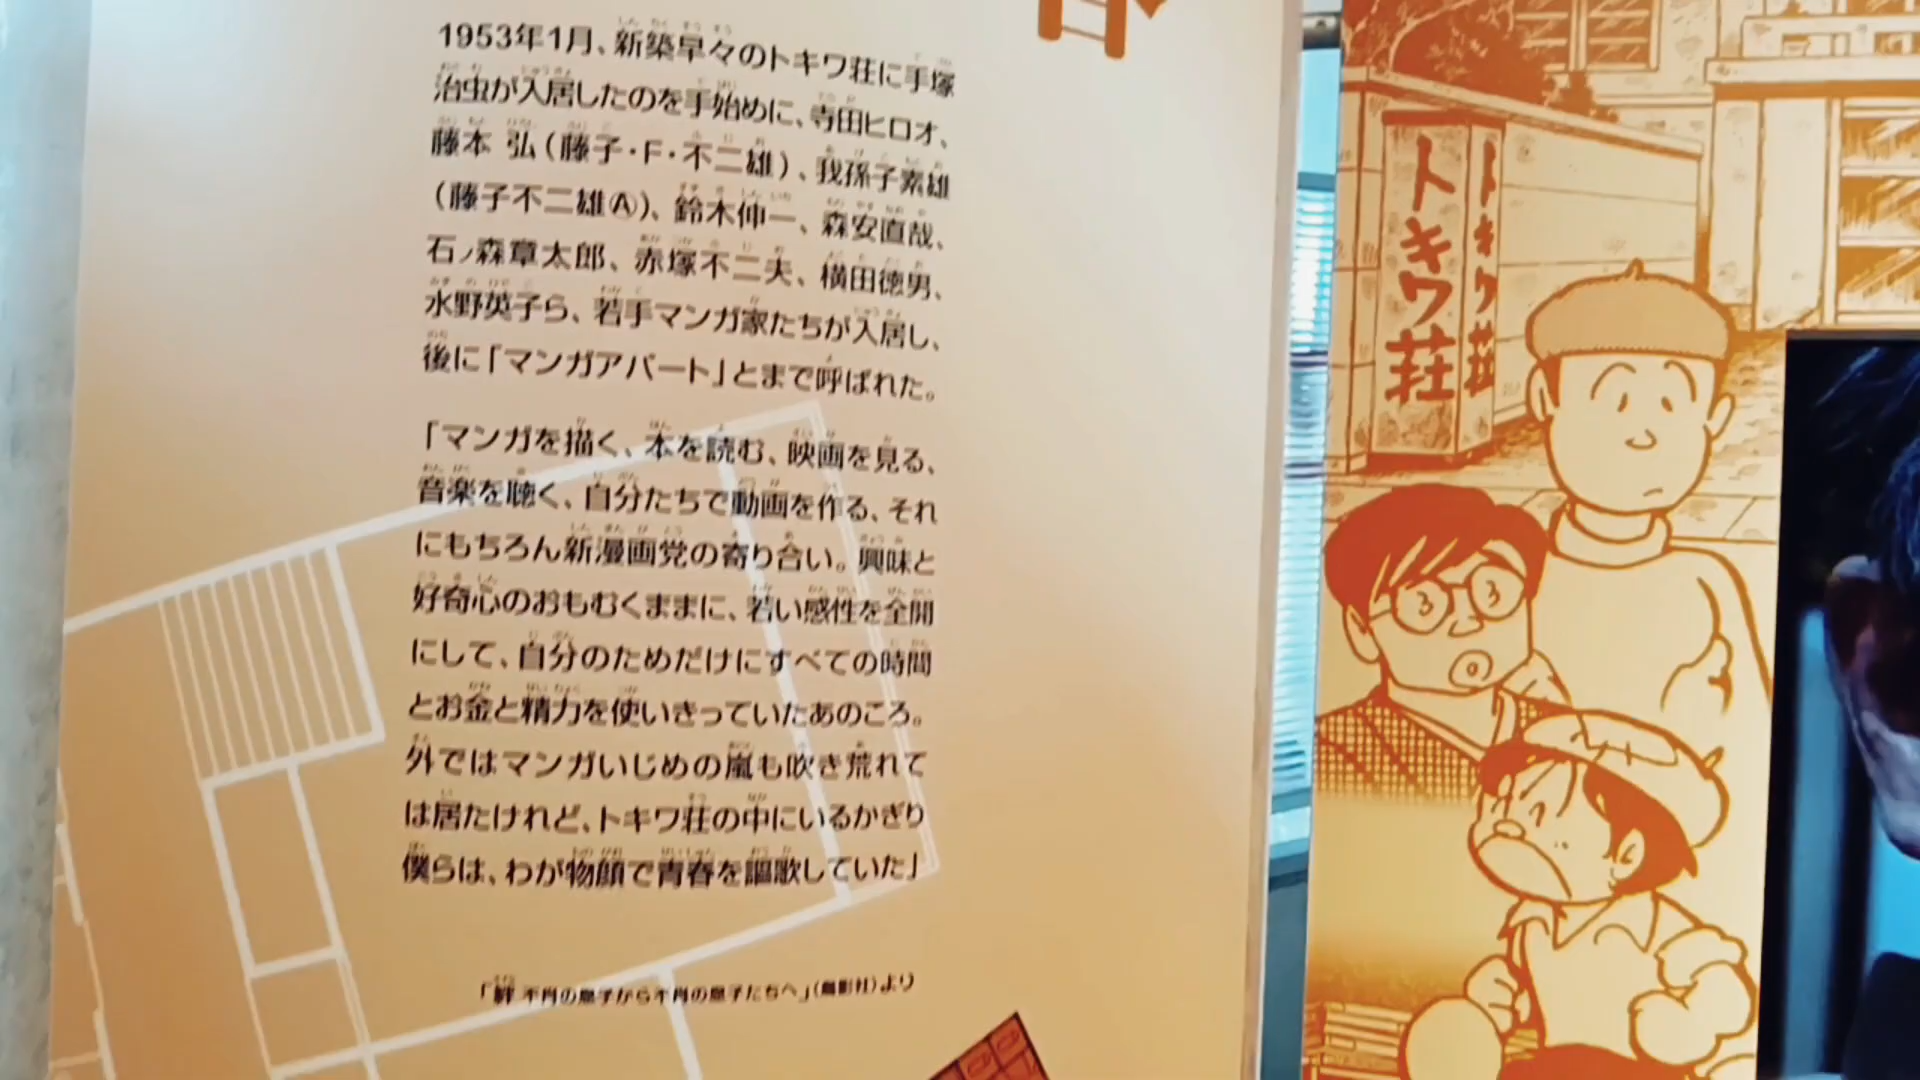 1953年1月、新築早々のトキワ荘に手塚
治虫が入居したのを手始めに、寺田ヒロオ、
藤本 弘(藤子・F・不二雄)、我孫子素雄
(藤子不二雄Ⓐ)、鈴木伸一、森安直哉、
石ノ森章太郎、赤塚不二夫、横田徳男、
水野英子ら、若手マンガ家たちが入居し、
後に「マンガアパート」とまで呼ばれた。
「マンガを描く、本を読む、映画を見る、
音楽を聴く、自分たちで動画を作る、それ
にもちろん新漫画党の寄り合い。興味と
好奇心のおもむくままに、若い感性を全開
にして、自分のためだけにすべての時間
とお金と精力を使いきっていたあのころ。
外ではマンガいじめの嵐も吹き荒れて
は居たけれど、トキワ荘の中にいるかぎり
僕らは、わが物顔で青春を謳歌していた」
「絆 不肖の息子から不肖の息子たちへ」(鳥影社)より
トキワ荘
トキワ荘